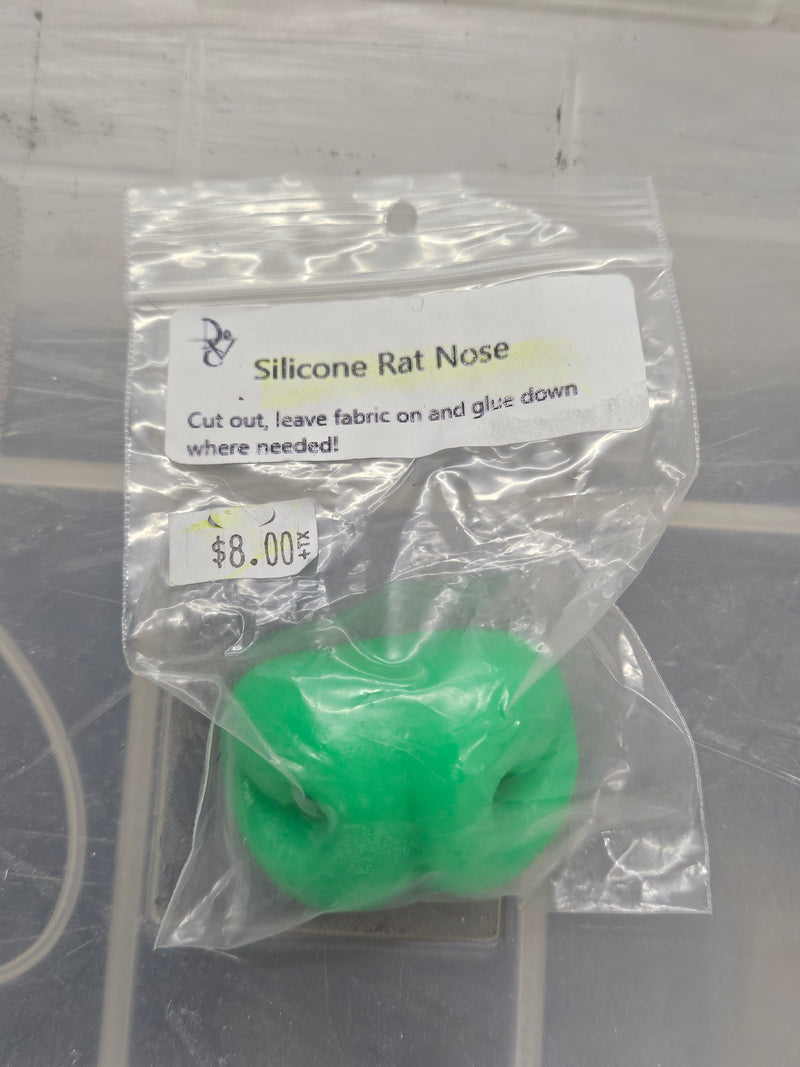 Silicone Rat Nose
Cut out, leave fabric on and glue down
where needed!
$8.00 +TX